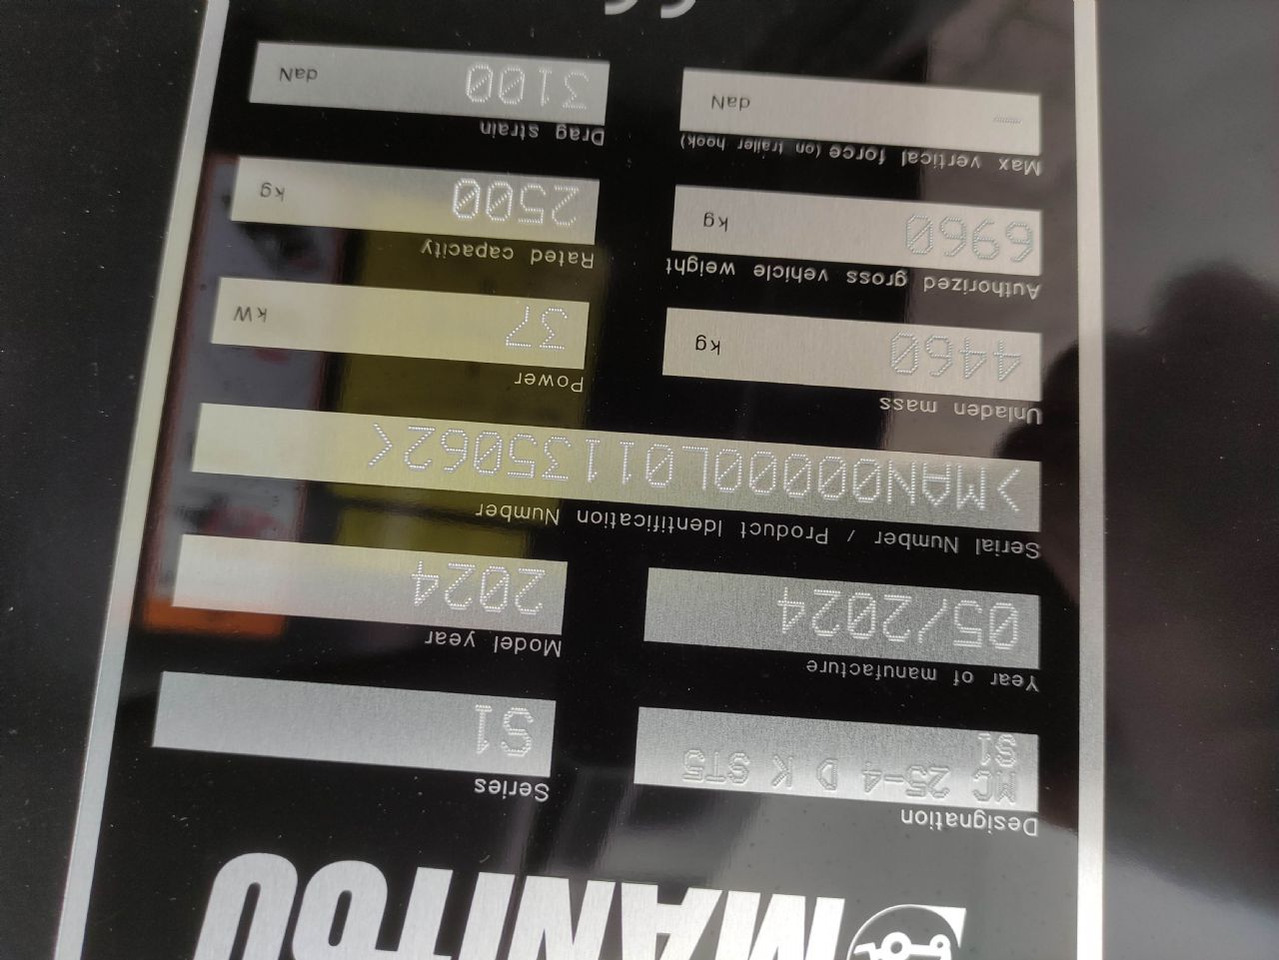 MANITOU
Designation
MC 25-4 D K ST5
S1
Series
S1
Year of manufacture
05/2024
Model year
2024
Serial Number / Product Identification Number
>MAN00000L01135062<
Unladen mass
4460 kg
Power
37 kW
Authorized gross vehicle weight
6960 kg
Rated capacity
2500 kg
Max vertical force (on trailer hook)
— daN
Drag strain
3100 daN